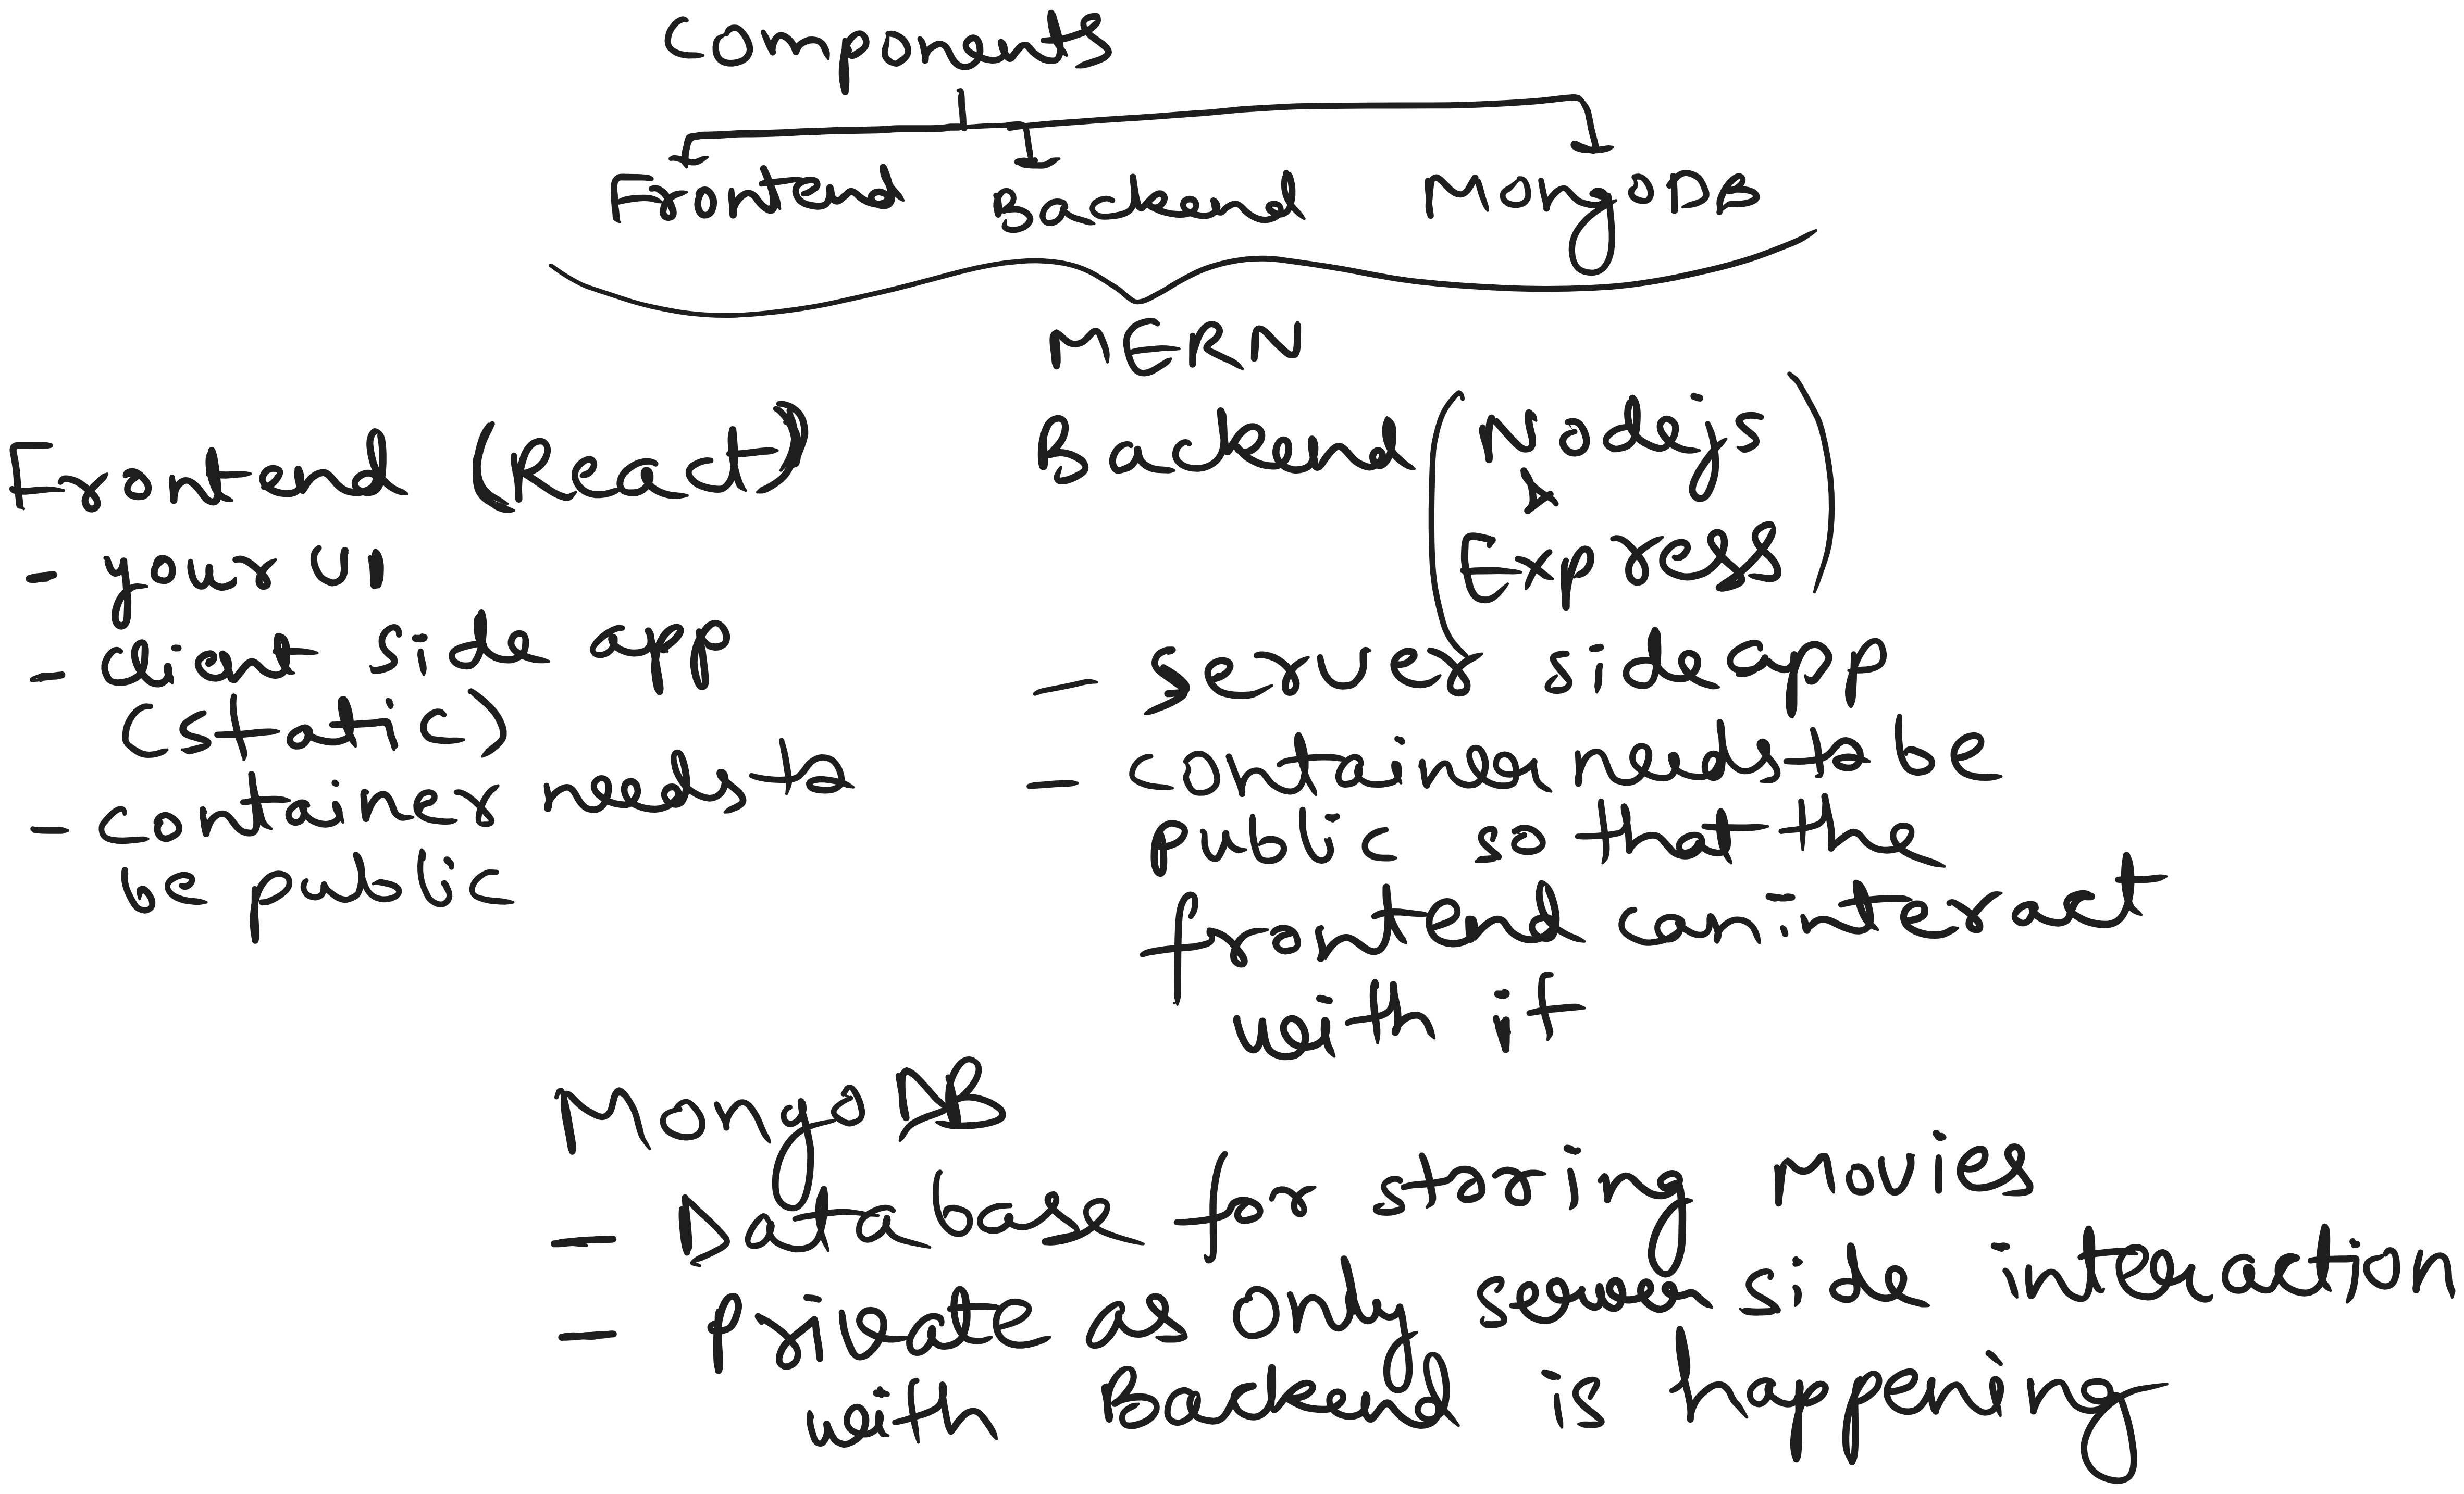 Components
Frontend Backend MongoDB
MERN
Frontend (React)
- your UI
- client side app
(static)
- container needs to
be public
Backend (Nodejs
&
Express)
- server side app
- container needs to be
public so that the
frontend can interact
with it
MongoDB
- Database for storing movies
- private as only server side interaction
with Backend is happening